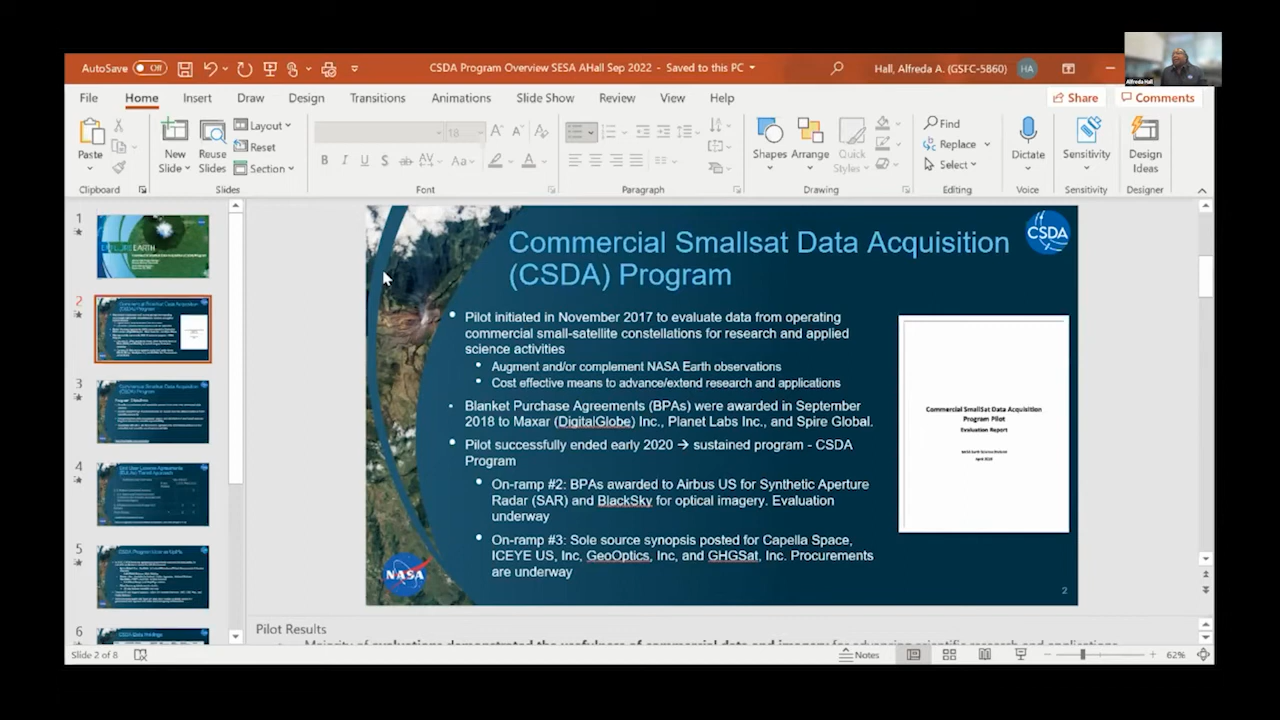 AutoSave Off
CSDA Program Overview SESA AHall Sep 2022 - Saved to this PC
Hall, Alfreda A. (GSFC-5860) HA
Alfreda Hall
File Home Insert Draw Design Transitions Animations Slide Show Review View Help
Share Comments
Paste
New Slide
Reuse Slides
Layout
Reset
Section
18
Shapes
Arrange
Quick Styles
Find
Replace
Select
Dictate
Sensitivity
Design Ideas
Clipboard Slides Font Paragraph Drawing Editing Voice Sensitivity Designer
1
2
3
4
5
6
Commercial Smallsat Data Acquisition
(CSDA) Program
CSDA
Pilot initiated in November 2017 to evaluate data from operating
commercial small-sat constellations for research and applied
science activities
Augment and/or complement NASA Earth observations
Cost effective means to advance/extend research and applications
Blanket Purchase Agreements (BPAs) were awarded in September
2018 to Maxar (DigitalGlobe) Inc., Planet Labs Inc., and Spire Global.
Pilot successfully ended early 2020 → sustained program - CSDA
Program
On-ramp #2: BPAs awarded to Airbus US for Synthetic Aperture
Radar (SAR) and BlackSky for optical imagery. Evaluation
underway
On-ramp #3: Sole source synopsis posted for Capella Space,
ICEYE US, Inc, GeoOptics, Inc, and GHGSat, Inc. Procurements
are underway
Commercial SmallSat Data Acquisition
Program Pilot
Evaluation Report
April 2020
NASA
2
Pilot Results
Slide 2 of 8
Notes
62%